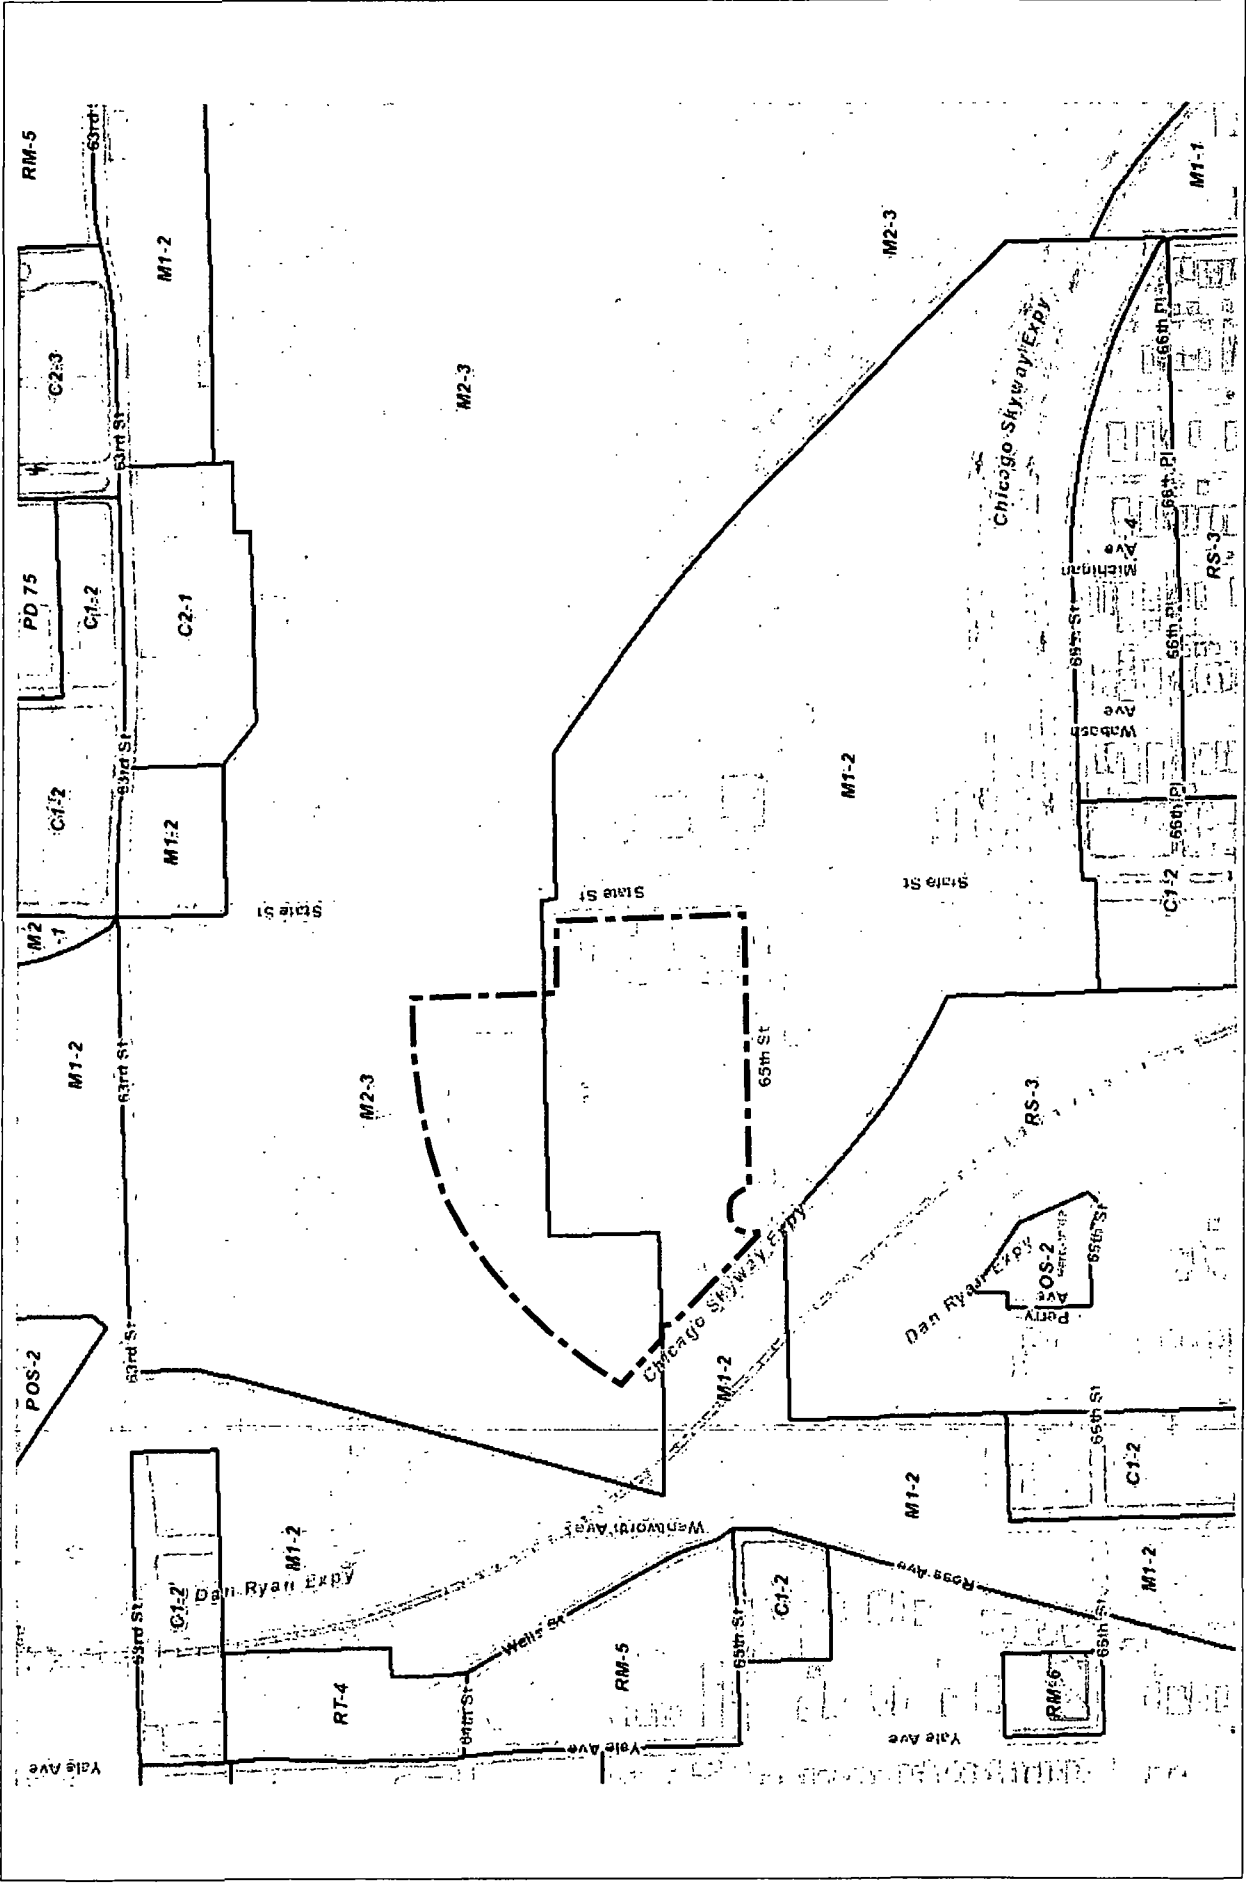 RM-5
63rd
M1-2
C2-3
63rd St
M2-3
M2-3
M1-1
66th Pl
Chicago Skyway Expy
66th Pl
RS-3
Michigan
Ave
PD 75
C1-2
C2-1
66th Pl
Wabash
Ave
63rd St
C1-2
M1-2
M1-2
66th Pl
C1-2
State St
State St
State St
M2
-1
M1-2
63rd St
M2-3
65th St
RS-3
Chicago Skyway Expy
Dan Ryan Expy
POS-2
63rd St
M1-2
OS-2
Perry
Ave
65th St
C1-2
M1-2
M1-2
Wentworth Ave
M1-2
Dan Ryan Expy
C1-2
63rd St
Wells St
C1-2
Ross Ave
RT-4
RM-5
65th St
64th St
RM-6
66th St
Yale Ave
Yale Ave
Yale Ave